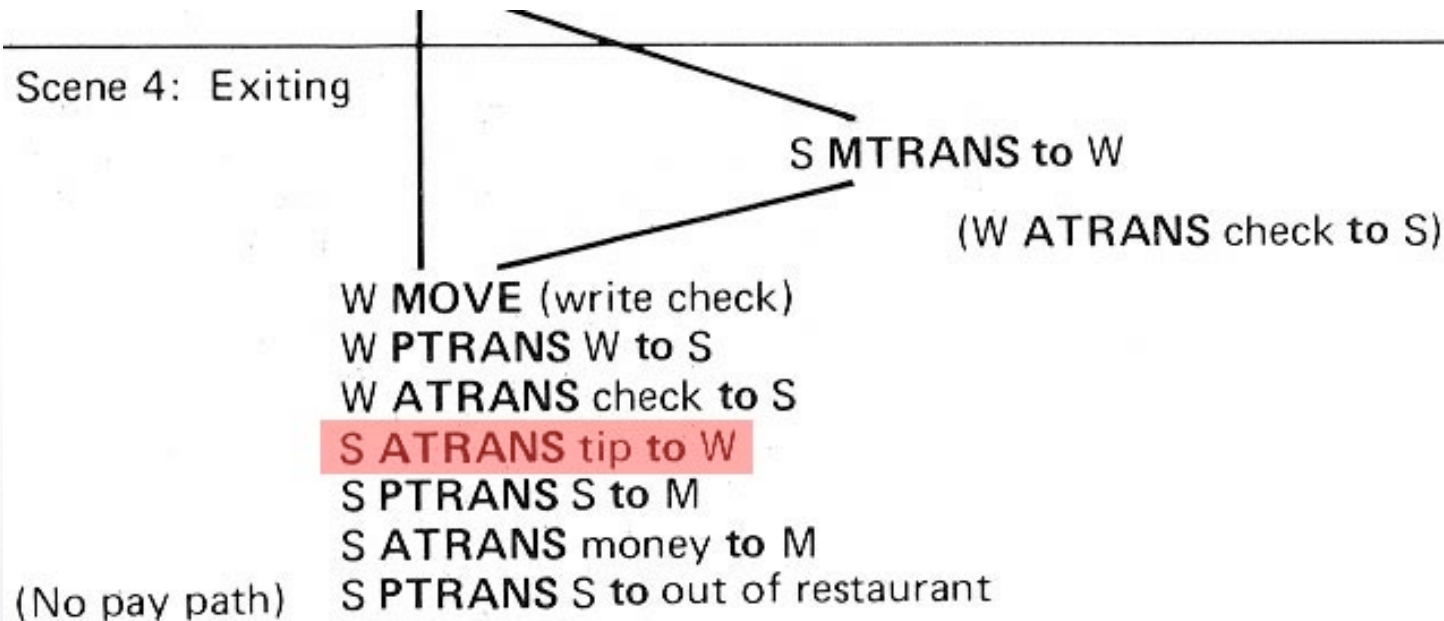 Scene 4: Exiting
S MTRANS to W
(W ATRANS check to S)
W MOVE (write check)
W PTRANS W to S
W ATRANS check to S
S ATRANS tip to W
S PTRANS S to M
S ATRANS money to M
(No pay path) S PTRANS S to out of restaurant